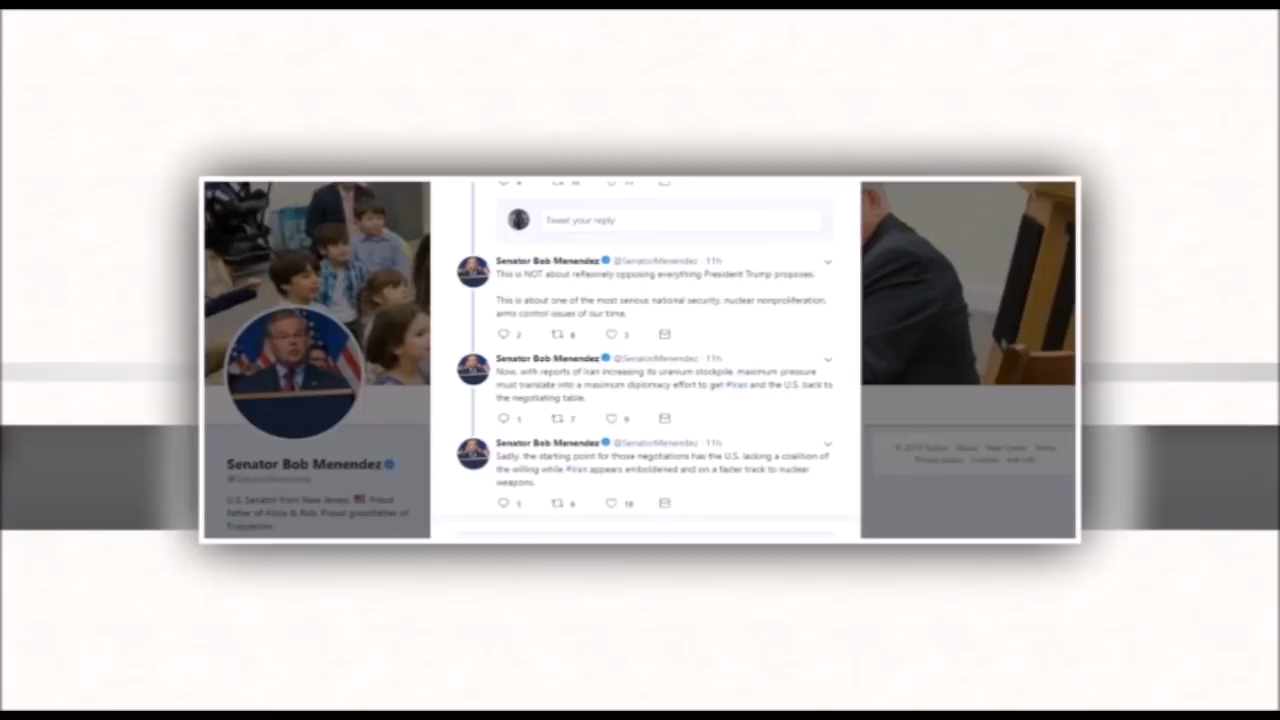 Tweet your reply
Senator Bob Menendez @SenatorMenendez · 11h
This is NOT about reflexively opposing everything President Trump proposes.
This is about one of the most serious national security, nuclear nonproliferation,
arms control issues of our time.
2 8 3
Senator Bob Menendez @SenatorMenendez · 11h
Now, with reports of Iran increasing its uranium stockpile, maximum pressure
must translate into a maximum diplomacy effort to get #Iran and the U.S. back to
the negotiating table.
1 7 9
Senator Bob Menendez @SenatorMenendez · 11h
Sadly, the starting point for those negotiations has the U.S. lacking a coalition of
the willing while #Iran appears emboldened and on a faster track to nuclear
weapons.
1 6 18
Senator Bob Menendez
@SenatorMenendez
U.S. Senator from New Jersey. Proud
father of Alicia & Rob. Proud grandfather of